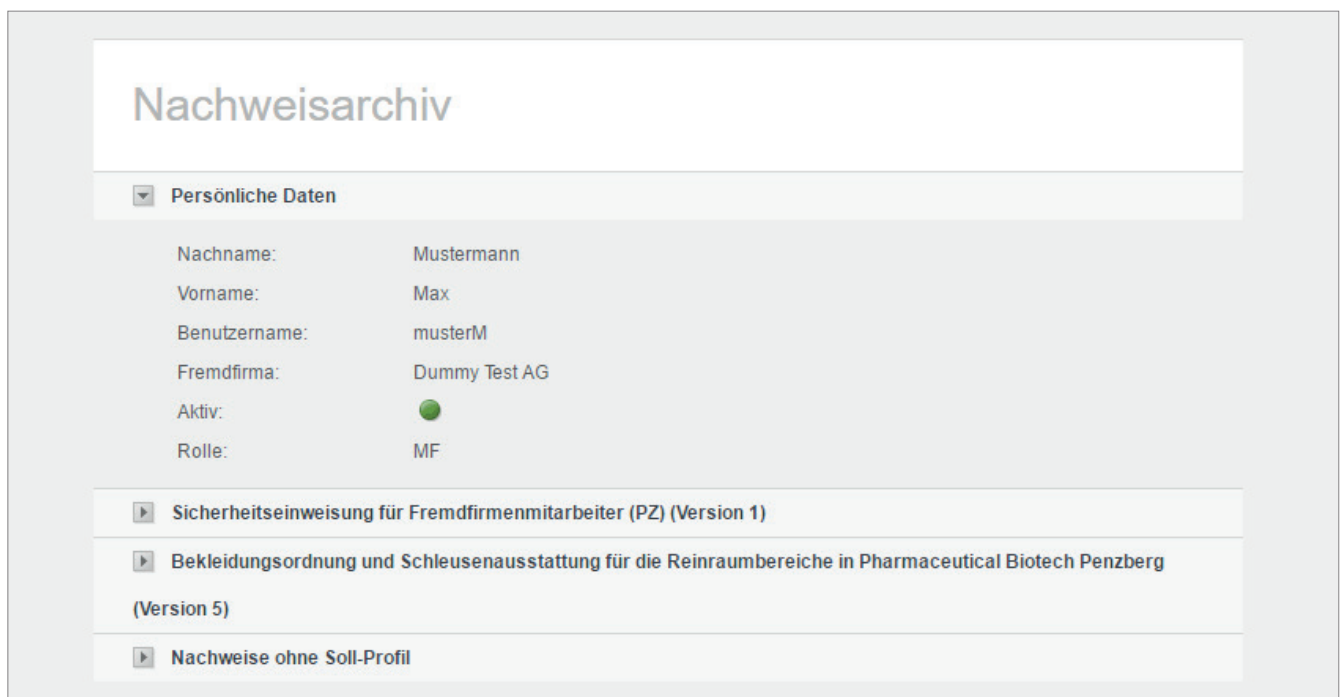 Nachweisarchiv
Persönliche Daten
Nachname: Mustermann
Vorname: Max
Benutzername: musterM
Fremdfirma: Dummy Test AG
Aktiv:
Rolle: MF
Sicherheitseinweisung für Fremdfirmenmitarbeiter (PZ) (Version 1)
Bekleidungsordnung und Schleusenausstattung für die Reinraumbereiche in Pharmaceutical Biotech Penzberg
(Version 5)
Nachweise ohne Soll-Profil